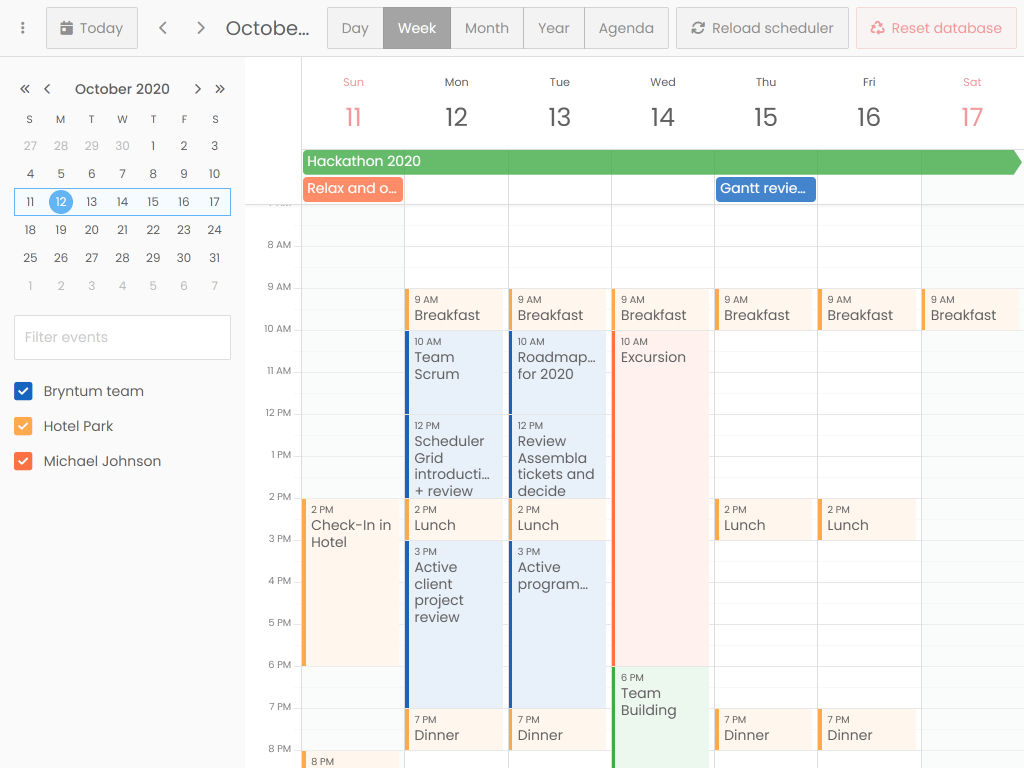 Today
Octobe...
Day
Week
Month
Year
Agenda
Reload scheduler
Reset database
October 2020
S M T W T F S
27 28 29 30 1 2 3
4 5 6 7 8 9 10
11 12 13 14 15 16 17
18 19 20 21 22 23 24
25 26 27 28 29 30 31
1 2 3 4 5 6 7
Filter events
Bryntum team
Hotel Park
Michael Johnson
Sun Mon Tue Wed Thu Fri Sat
11 12 13 14 15 16 17
Hackathon 2020
Relax and o...
Gantt revie...
8 AM
9 AM
10 AM
11 AM
12 PM
1 PM
2 PM
3 PM
4 PM
5 PM
6 PM
7 PM
8 PM
2 PM
Check-In in
Hotel
8 PM
9 AM
Breakfast
10 AM
Team
Scrum
12 PM
Scheduler
Grid
introducti...
+ review
2 PM
Lunch
3 PM
Active
client
project
review
7 PM
Dinner
9 AM
Breakfast
10 AM
Roadmap...
for 2020
12 PM
Review
Assembla
tickets and
decide
2 PM
Lunch
3 PM
Active
program...
7 PM
Dinner
9 AM
Breakfast
10 AM
Excursion
6 PM
Team
Building
9 AM
Breakfast
2 PM
Lunch
7 PM
Dinner
9 AM
Breakfast
2 PM
Lunch
7 PM
Dinner
9 AM
Breakfast